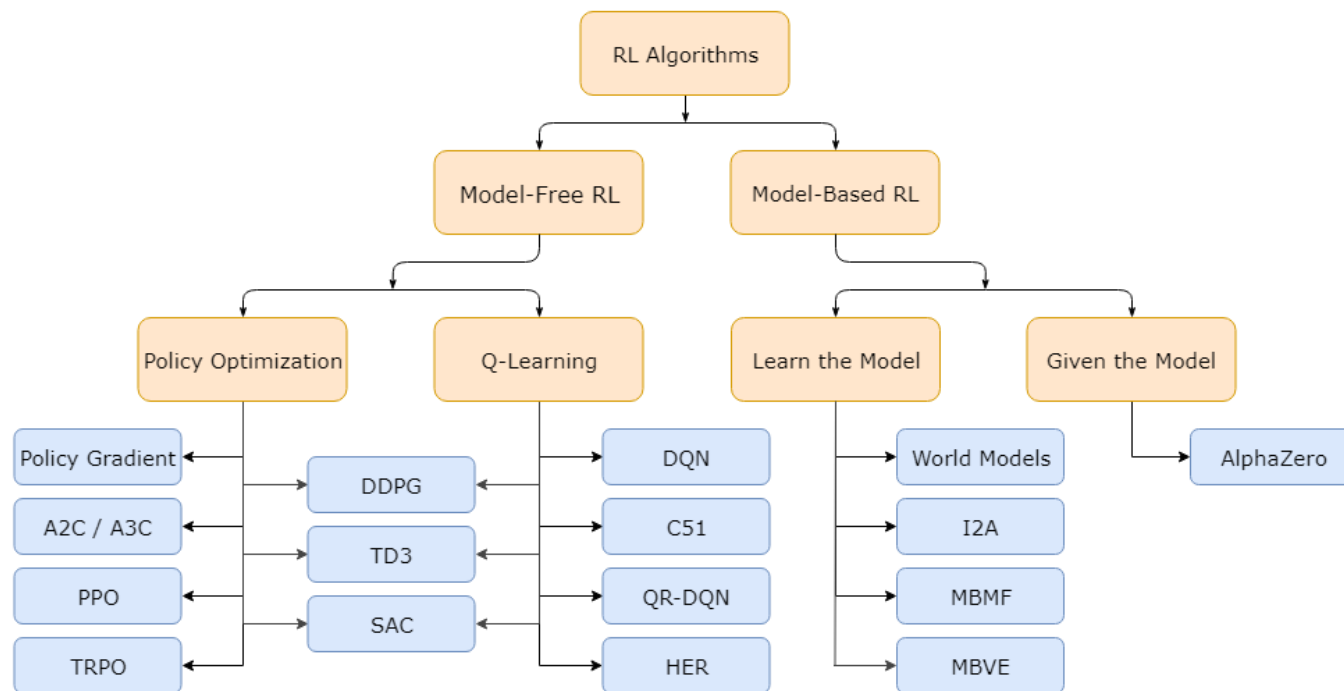 RL Algorithms
Model-Free RL
Model-Based RL
Policy Optimization
Q-Learning
Learn the Model
Given the Model
Policy Gradient
DDPG
DQN
World Models
AlphaZero
A2C / A3C
TD3
C51
I2A
PPO
SAC
QR-DQN
MBMF
TRPO
HER
MBVE